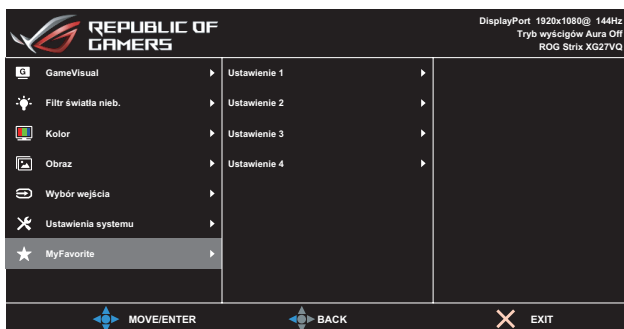 REPUBLIC OF
GAMERS
DisplayPort 1920x1080@ 144Hz
Tryb wyścigów Aura Off
ROG Strix XG27VQ
G
GameVisual
Filtr światła nieb.
Kolor
Obraz
Wybór wejścia
Ustawienia systemu
MyFavorite
Ustawienie 1
Ustawienie 2
Ustawienie 3
Ustawienie 4
MOVE/ENTER
BACK
EXIT